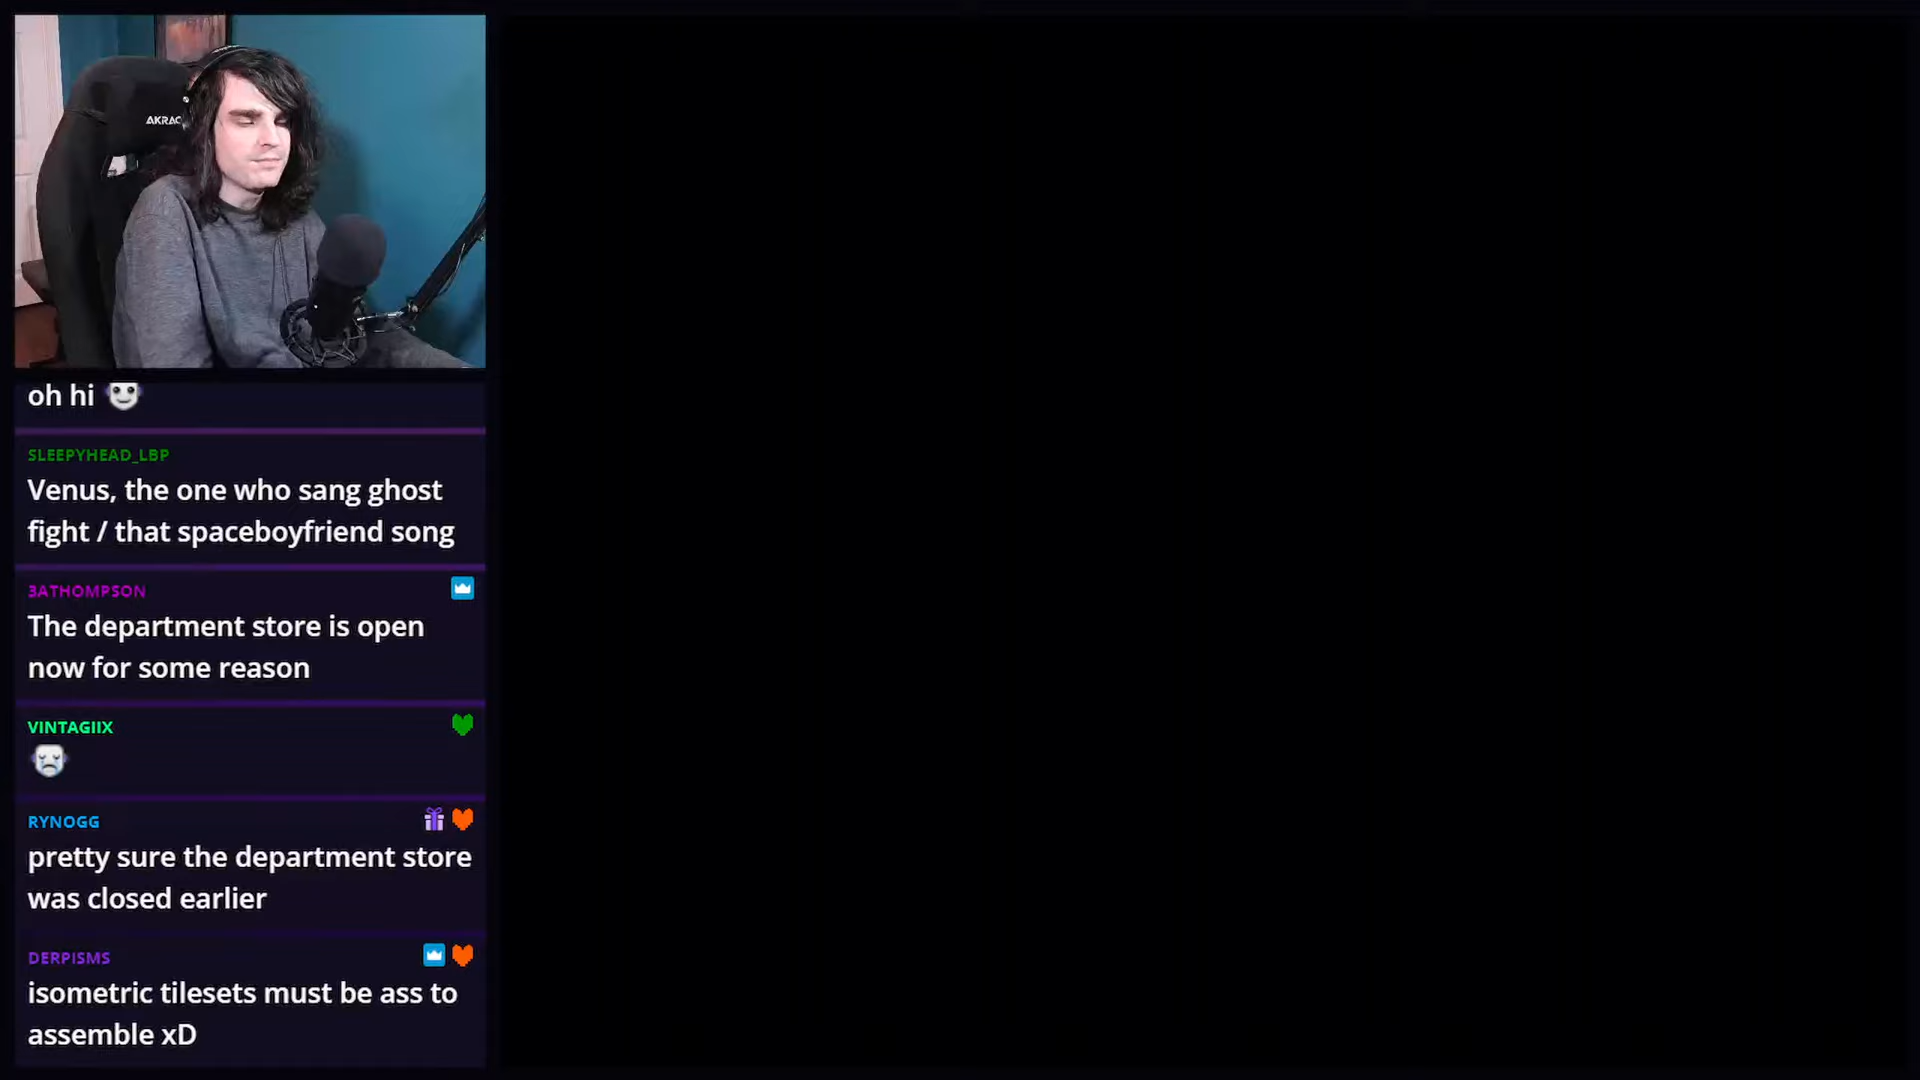 AKRAC
oh hi
SLEEPYHEAD_LBP
Venus, the one who sang ghost
fight / that spaceboyfriend song
3ATHOMPSON
The department store is open
now for some reason
VINTAGIIX
RYNOGG
pretty sure the department store
was closed earlier
DERPISMS
isometric tilesets must be ass to
assemble xD